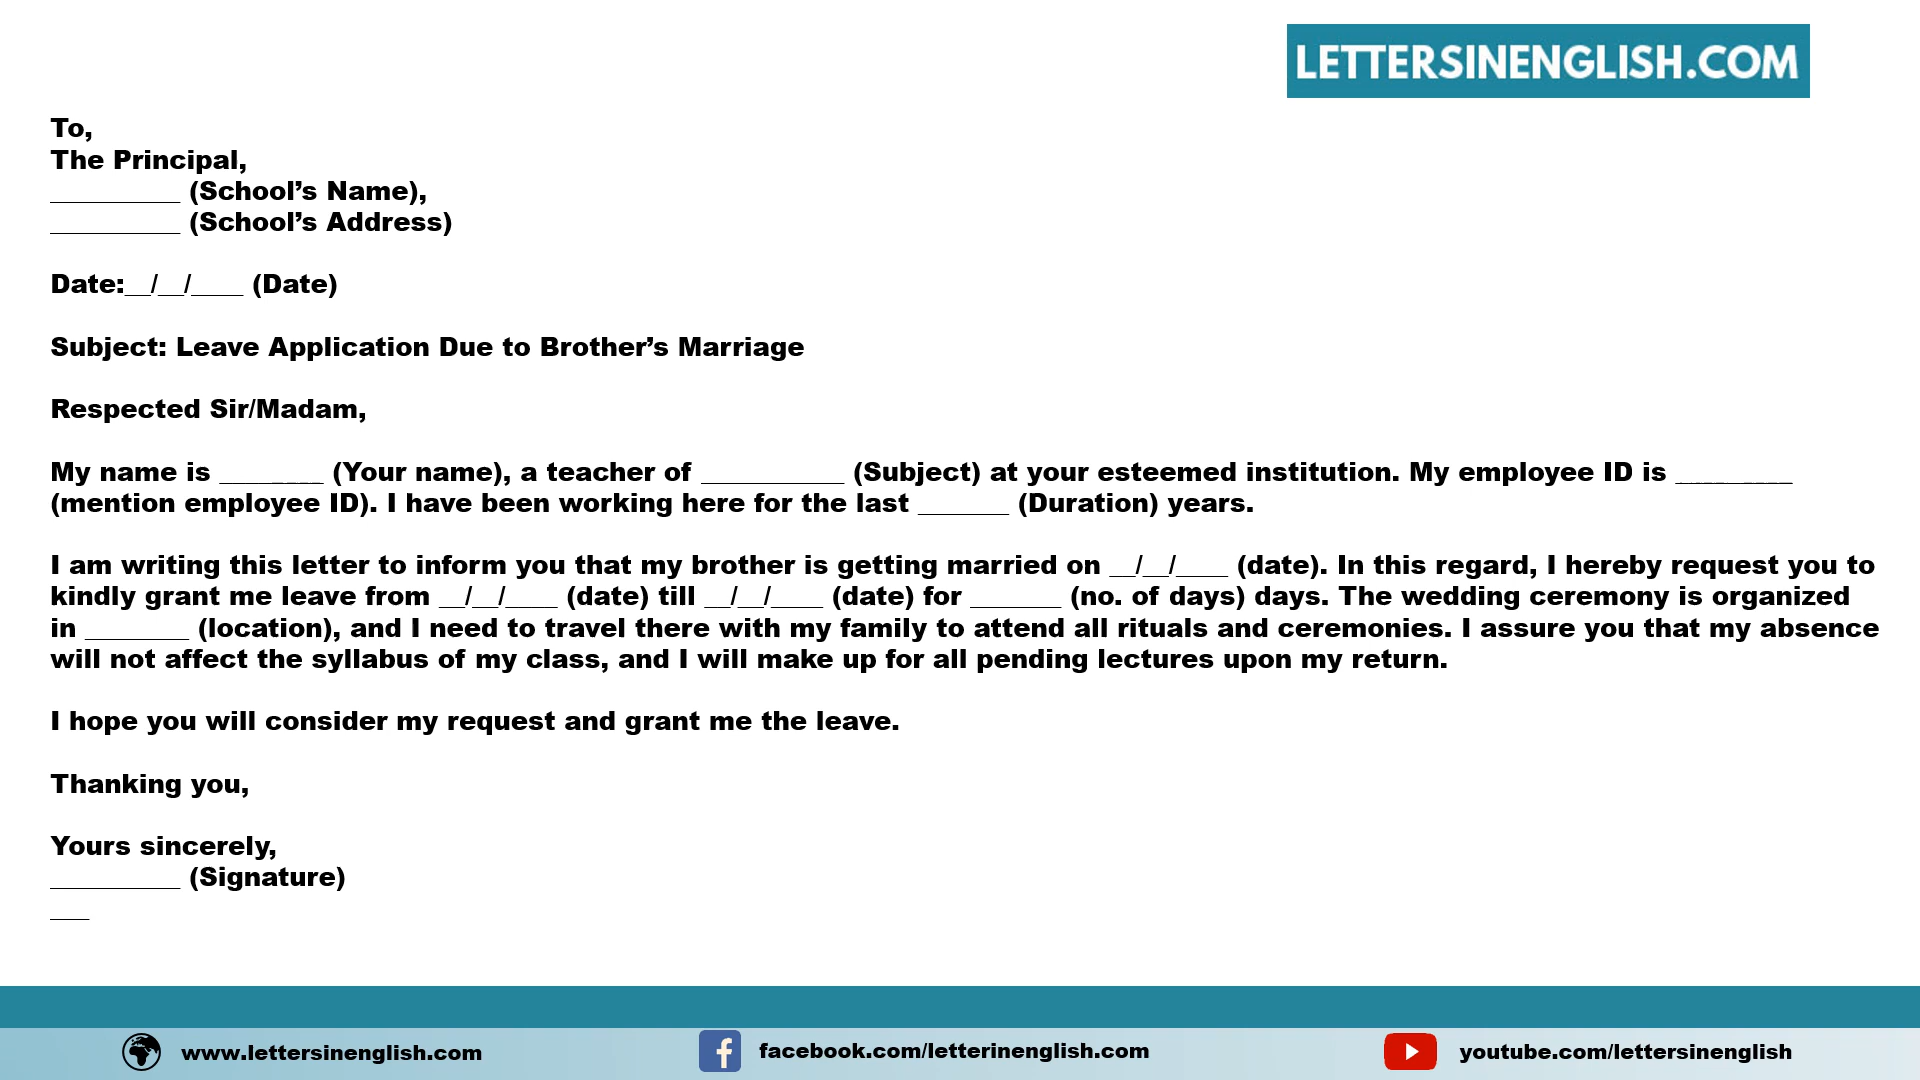 LETTERSINENGLISH.COM
To,
The Principal,
__________ (School’s Name),
__________ (School’s Address)
Date:__/__/____ (Date)
Subject: Leave Application Due to Brother’s Marriage
Respected Sir/Madam,
My name is ________ (Your name), a teacher of ___________ (Subject) at your esteemed institution. My employee ID is _________
(mention employee ID). I have been working here for the last _______ (Duration) years.
I am writing this letter to inform you that my brother is getting married on __/__/____ (date). In this regard, I hereby request you to
kindly grant me leave from __/__/____ (date) till __/__/____ (date) for _______ (no. of days) days. The wedding ceremony is organized
in ________ (location), and I need to travel there with my family to attend all rituals and ceremonies. I assure you that my absence
will not affect the syllabus of my class, and I will make up for all pending lectures upon my return.
I hope you will consider my request and grant me the leave.
Thanking you,
Yours sincerely,
__________ (Signature)
___
www.lettersinenglish.com
facebook.com/letterinenglish.com
youtube.com/lettersinenglish